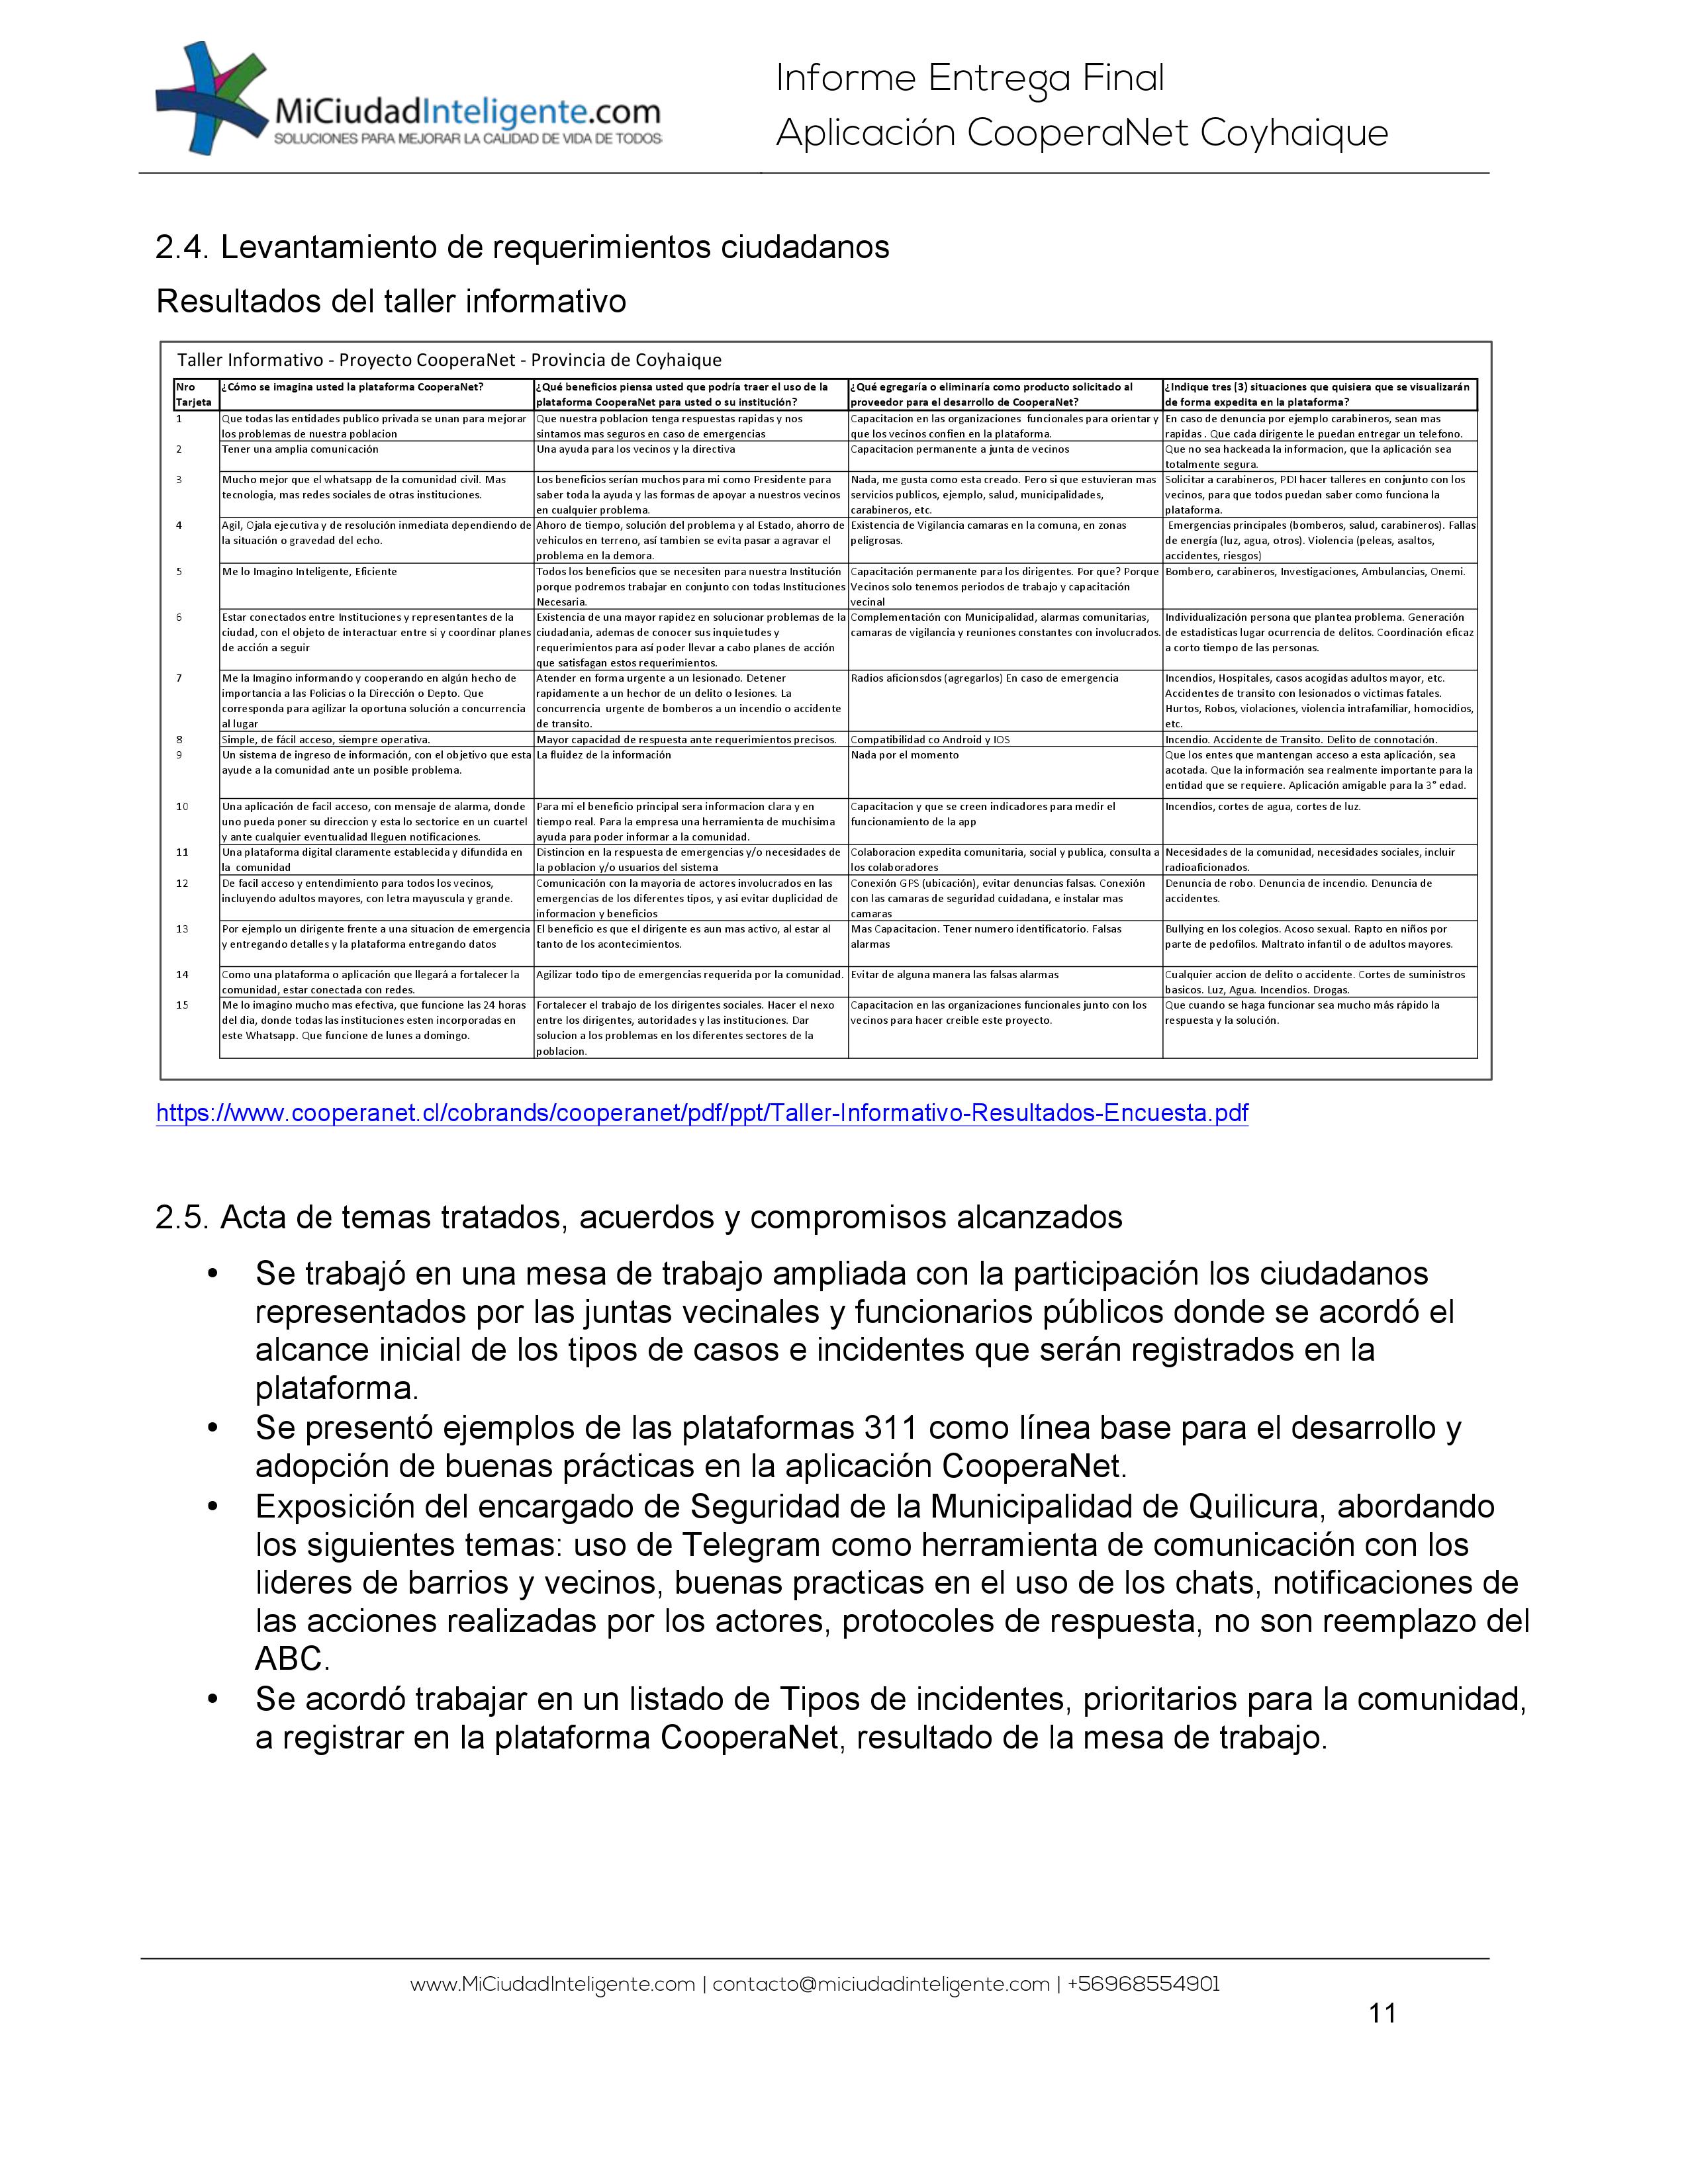 MiCiudadInteligente.com
SOLUCIONES PARA MEJORAR LA CALIDAD DE VIDA DE TODOS
Informe Entrega Final
Aplicación CooperaNet Coyhaique
2.4. Levantamiento de requerimientos ciudadanos
Resultados del taller informativo
Taller Informativo - Proyecto CooperaNet - Provincia de Coyhaique
Nro
Tarjeta
¿Cómo se imagina usted la plataforma CooperaNet?
¿Qué beneficios piensa usted que podría traer el uso de la
plataforma CooperaNet para usted o su institución?
¿Qué egregaría o eliminaría como producto solicitado al
proveedor para el desarrollo de CooperaNet?
¿Indique tres (3) situaciones que quisiera que se visualizarán
de forma expedita en la plataforma?
1
Que todas las entidades publico privada se unan para mejorar
los problemas de nuestra poblacion
Que nuestra poblacion tenga respuestas rapidas y nos
sintamos mas seguros en caso de emergencias
Capacitacion en las organizaciones funcionales para orientar y
que los vecinos confien en la plataforma.
En caso de denuncia por ejemplo carabineros, sean mas
rapidas . Que cada dirigente le puedan entregar un telefono.
2
Tener una amplia comunicación
Una ayuda para los vecinos y la directiva
Capacitacion permanente a junta de vecinos
Que no sea hackeada la informacion, que la aplicación sea
totalmente segura.
3
Mucho mejor que el whatsapp de la comunidad civil. Mas
tecnologia, mas redes sociales de otras instituciones.
Los beneficios serían muchos para mi como Presidente para
saber toda la ayuda y las formas de apoyar a nuestros vecinos
en cualquier problema.
Nada, me gusta como esta creado. Pero si que estuvieran mas
servicios publicos, ejemplo, salud, municipalidades,
carabineros, etc.
Solicitar a carabineros, PDI hacer talleres en conjunto con los
vecinos, para que todos puedan saber como funciona la
plataforma.
4
Agil, Ojala ejecutiva y de resolución inmediata dependiendo de
la situación o gravedad del echo.
Ahoro de tiempo, solución del problema y al Estado, ahorro de
vehiculos en terreno, así tambien se evita pasar a agravar el
problema en la demora.
Existencia de Vigilancia camaras en la comuna, en zonas
peligrosas.
Emergencias principales (bomberos, salud, carabineros). Fallas
de energía (luz, agua, otros). Violencia (peleas, asaltos,
accidentes, riesgos)
5
Me lo Imagino Inteligente, Eficiente
Todos los beneficios que se necesiten para nuestra Institución
porque podremos trabajar en conjunto con todas Instituciones
Necesaria.
Capacitación permanente para los dirigentes. Por que? Porque
Vecinos solo tenemos periodos de trabajo y capacitación
vecinal
Bombero, carabineros, Investigaciones, Ambulancias, Onemi.
6
Estar conectados entre Instituciones y representantes de la
ciudad, con el objeto de interactuar entre si y coordinar planes
de acción a seguir
Existencia de una mayor rapidez en solucionar problemas de la
ciudadania, ademas de conocer sus inquietudes y
requerimientos para así poder llevar a cabo planes de acción
que satisfagan estos requerimientos.
Complementación con Municipalidad, alarmas comunitarias,
camaras de vigilancia y reuniones constantes con involucrados.
Individualización persona que plantea problema. Generación
de estadisticas lugar ocurrencia de delitos. Coordinación eficaz
a corto tiempo de las personas.
7
Me la Imagino informando y cooperando en algún hecho de
importancia a las Policias o la Dirección o Depto. Que
corresponda para agilizar la oportuna solución a concurrencia
al lugar
Atender en forma urgente a un lesionado. Detener
rapidamente a un hechor de un delito o lesiones. La
concurrencia urgente de bomberos a un incendio o accidente
de transito.
Radios aficionsdos (agregarlos) En caso de emergencia
Incendios, Hospitales, casos acogidas adultos mayor, etc.
Accidentes de transito con lesionados o victimas fatales.
Hurtos, Robos, violaciones, violencia intrafamiliar, homocidios,
etc.
8
Simple, de fácil acceso, siempre operativa.
Mayor capacidad de respuesta ante requerimientos precisos.
Compatibilidad co Android y IOS
Incendio. Accidente de Transito. Delito de connotación.
9
Un sistema de ingreso de información, con el objetivo que esta
ayude a la comunidad ante un posible problema.
La fluidez de la información
Nada por el momento
Que los entes que mantengan acceso a esta aplicación, sea
acotada. Que la información sea realmente importante para la
entidad que se requiere. Aplicación amigable para la 3° edad.
10
Una aplicación de facil acceso, con mensaje de alarma, donde
uno pueda poner su direccion y esta lo sectorice en un cuartel
y ante cualquier eventualidad lleguen notificaciones.
Para mi el beneficio principal sera informacion clara y en
tiempo real. Para la empresa una herramienta de muchisima
ayuda para poder informar a la comunidad.
Capacitacion y que se creen indicadores para medir el
funcionamiento de la app
Incendios, cortes de agua, cortes de luz.
11
Una plataforma digital claramente establecida y difundida en
la comunidad
Distincion en la respuesta de emergencias y/o necesidades de
la poblacion y/o usuarios del sistema
Colaboracion expedita comunitaria, social y publica, consulta a
los colaboradores
Necesidades de la comunidad, necesidades sociales, incluir
radioaficionados.
12
De facil acceso y entendimiento para todos los vecinos,
incluyendo adultos mayores, con letra mayuscula y grande.
Comunicación con la mayoria de actores involucrados en las
emergencias de los diferentes tipos, y asi evitar duplicidad de
informacion y beneficios
Conexión GPS (ubicación), evitar denuncias falsas. Conexión
con las camaras de seguridad cuidadana, e instalar mas
camaras
Denuncia de robo. Denuncia de incendio. Denuncia de
accidentes.
13
Por ejemplo un dirigente frente a una situacion de emergencia
y entregando detalles y la plataforma entregando datos
El beneficio es que el dirigente es aun mas activo, al estar al
tanto de los acontecimientos.
Mas Capacitacion. Tener numero identificatorio. Falsas
alarmas
Bullying en los colegios. Acoso sexual. Rapto en niños por
parte de pedofilos. Maltrato infantil o de adultos mayores.
14
Como una plataforma o aplicación que llegará a fortalecer la
comunidad, estar conectada con redes.
Agilizar todo tipo de emergencias requerida por la comunidad.
Evitar de alguna manera las falsas alarmas
Cualquier accion de delito o accidente. Cortes de suministros
basicos. Luz, Agua. Incendios. Drogas.
15
Me lo imagino mucho mas efectiva, que funcione las 24 horas
del dia, donde todas las instituciones esten incorporadas en
este Whatsapp. Que funcione de lunes a domingo.
Fortalecer el trabajo de los dirigentes sociales. Hacer el nexo
entre los dirigentes, autoridades y las instituciones. Dar
solucion a los problemas en los diferentes sectores de la
poblacion.
Capacitacion en las organizaciones funcionales junto con los
vecinos para hacer creible este proyecto.
Que cuando se haga funcionar sea mucho más rápido la
respuesta y la solución.
https://www.cooperanet.cl/cobrands/cooperanet/pdf/ppt/Taller-Informativo-Resultados-Encuesta.pdf
2.5. Acta de temas tratados, acuerdos y compromisos alcanzados
• Se trabajó en una mesa de trabajo ampliada con la participación los ciudadanos
representados por las juntas vecinales y funcionarios públicos donde se acordó el
alcance inicial de los tipos de casos e incidentes que serán registrados en la
plataforma.
• Se presentó ejemplos de las plataformas 311 como línea base para el desarrollo y
adopción de buenas prácticas en la aplicación CooperaNet.
• Exposición del encargado de Seguridad de la Municipalidad de Quilicura, abordando
los siguientes temas: uso de Telegram como herramienta de comunicación con los
lideres de barrios y vecinos, buenas practicas en el uso de los chats, notificaciones de
las acciones realizadas por los actores, protocoles de respuesta, no son reemplazo del
ABC.
• Se acordó trabajar en un listado de Tipos de incidentes, prioritarios para la comunidad,
a registrar en la plataforma CooperaNet, resultado de la mesa de trabajo.
www.MiCiudadInteligente.com | contacto@miciudadinteligente.com | +56968554901
11